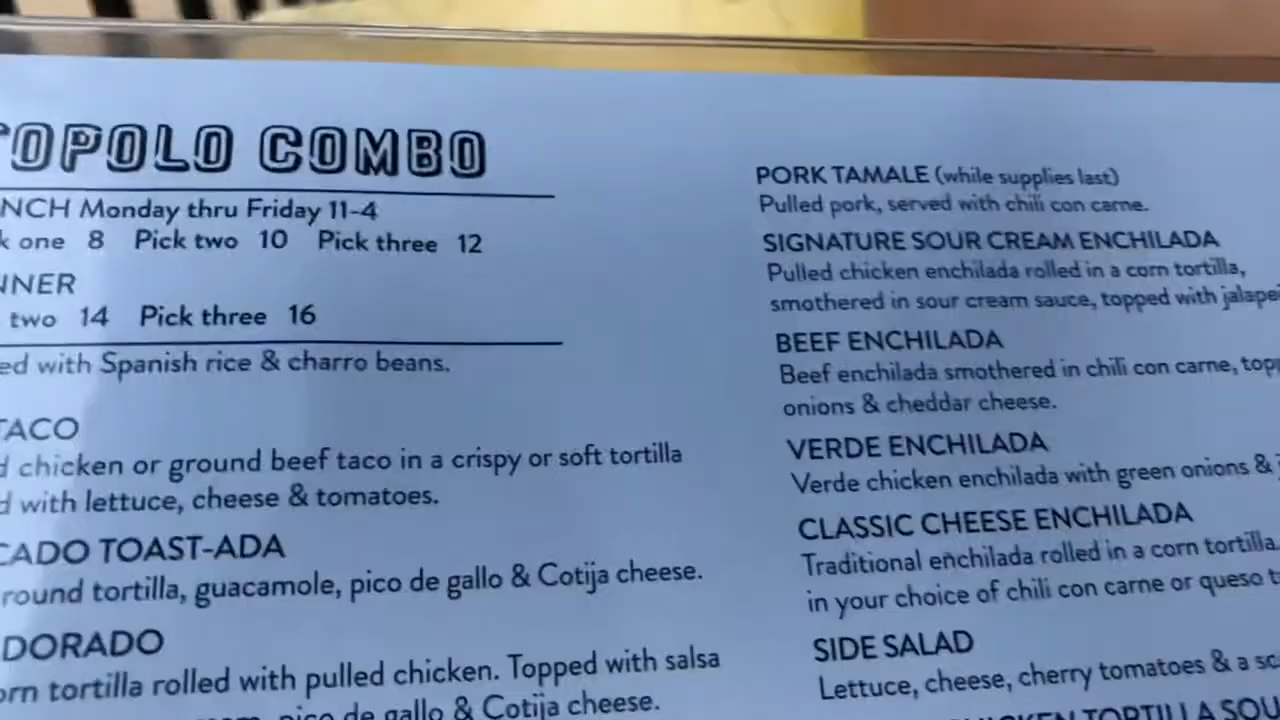 TOPOLO COMBO
NCH Monday thru Friday 11-4
k one 8 Pick two 10 Pick three 12
NNER
two 14 Pick three 16
ed with Spanish rice & charro beans.
TACO
d chicken or ground beef taco in a crispy or soft tortilla
d with lettuce, cheese & tomatoes.
CADO TOAST-ADA
round tortilla, guacamole, pico de gallo & Cotija cheese.
DORADO
orn tortilla rolled with pulled chicken. Topped with salsa
pico de gallo & Cotija cheese.
PORK TAMALE (while supplies last)
Pulled pork, served with chili con carne.
SIGNATURE SOUR CREAM ENCHILADA
Pulled chicken enchilada rolled in a corn tortilla,
smothered in sour cream sauce, topped with jalape
BEEF ENCHILADA
Beef enchilada smothered in chili con carne, top
onions & cheddar cheese.
VERDE ENCHILADA
Verde chicken enchilada with green onions &
CLASSIC CHEESE ENCHILADA
Traditional enchilada rolled in a corn tortilla
in your choice of chili con carne or queso
SIDE SALAD
Lettuce, cheese, cherry tomatoes & a
TORTILLA SOU